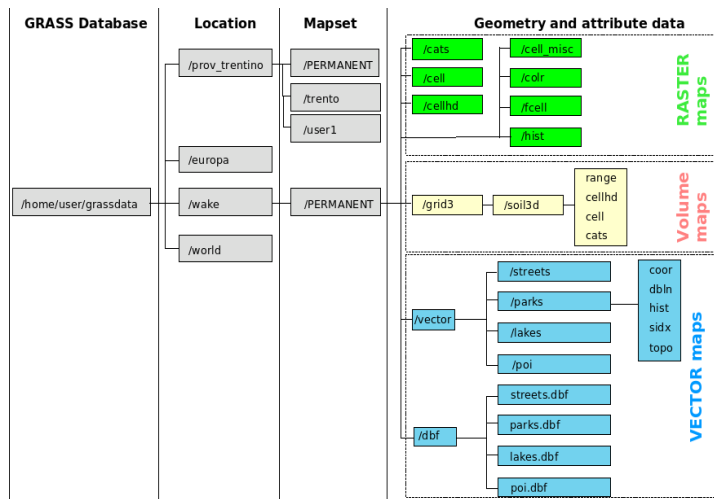 GRASS Database
Location
Mapset
Geometry and attribute data
/home/user/grassdata
/prov_trentino
/europa
/wake
/world
/PERMANENT
/trento
/user1
/PERMANENT
/cats
/cell
/cellhd
/cell_misc
/colr
/fcell
/hist
RASTER
maps
/grid3
/soil3d
range
cellhd
cell
cats
Volume
maps
/vector
/streets
/parks
/lakes
/poi
coor
dbln
hist
sidx
topo
/dbf
streets.dbf
parks.dbf
lakes.dbf
poi.dbf
VECTOR maps